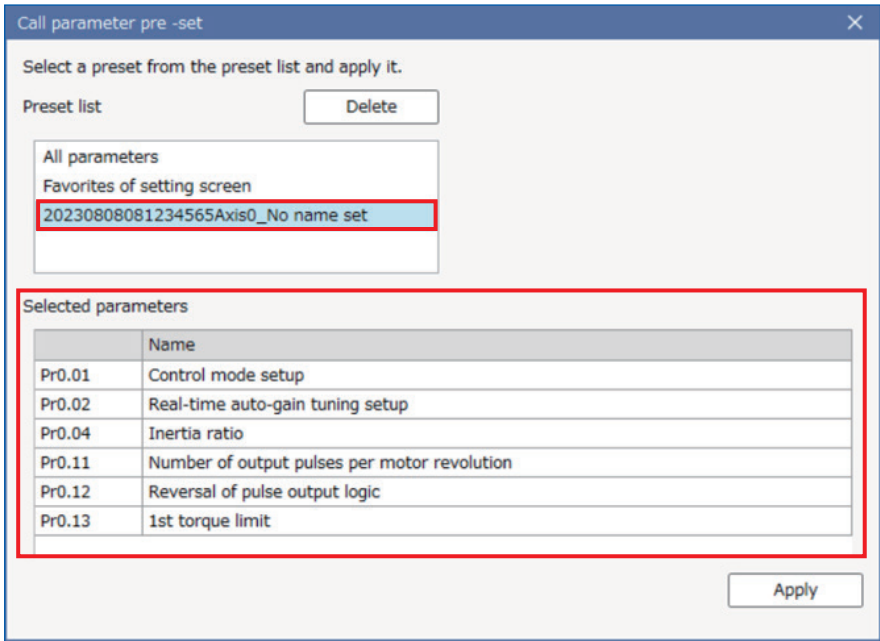 Call parameter pre -set
Select a preset from the preset list and apply it.
Preset list
Delete
All parameters
Favorites of setting screen
20230808081234565Axis0_No name set
Selected parameters
Name
Pr0.01 Control mode setup
Pr0.02 Real-time auto-gain tuning setup
Pr0.04 Inertia ratio
Pr0.11 Number of output pulses per motor revolution
Pr0.12 Reversal of pulse output logic
Pr0.13 1st torque limit
Apply